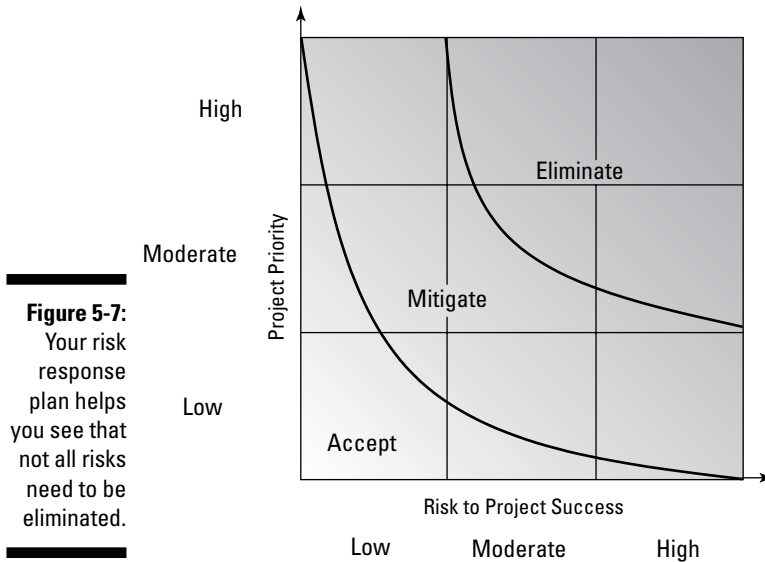 High
Eliminate
Project Priority
Moderate
Mitigate
Figure 5-7:
Your risk
response
plan helps
you see that
not all risks
need to be
eliminated.
Low
Accept
Risk to Project Success
Low Moderate High